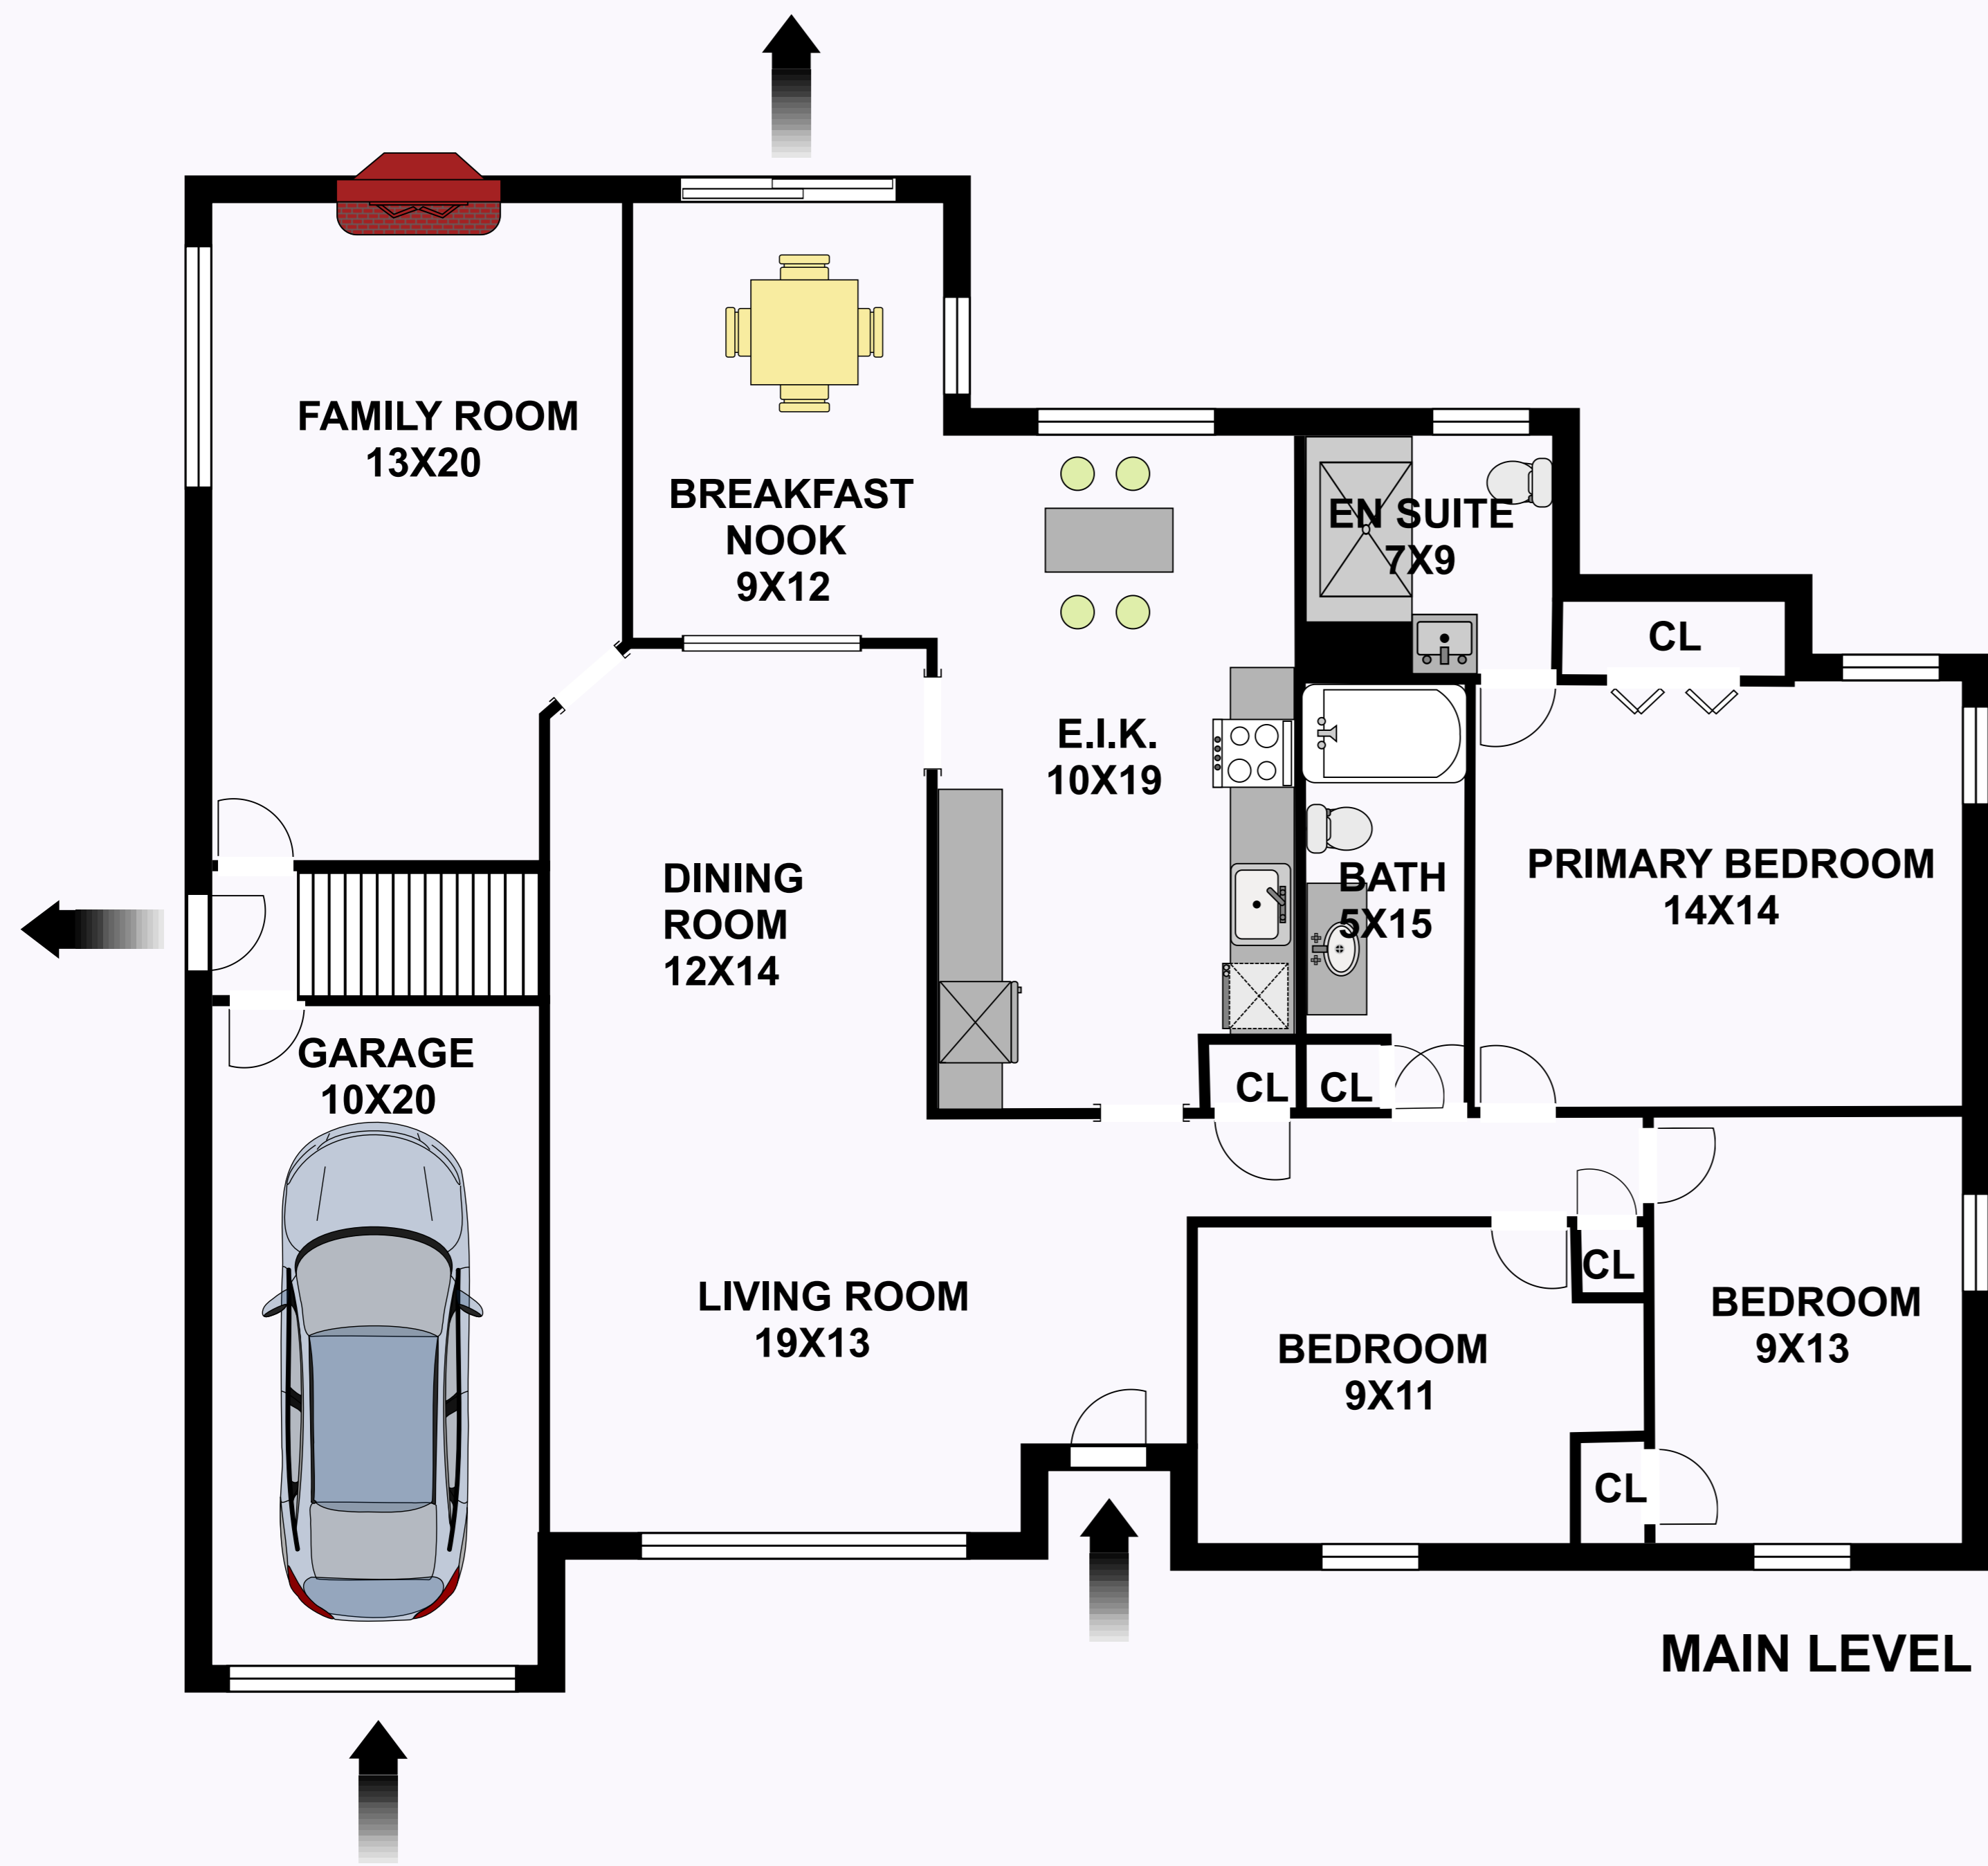 FAMILY ROOM
13X20
BREAKFAST
NOOK
9X12
EN SUITE
7X9
CL
E.I.K.
10X19
DINING
ROOM
12X14
BATH
5X15
PRIMARY BEDROOM
14X14
GARAGE
10X20
CL
CL
CL
LIVING ROOM
19X13
BEDROOM
9X11
BEDROOM
9X13
CL
MAIN LEVEL